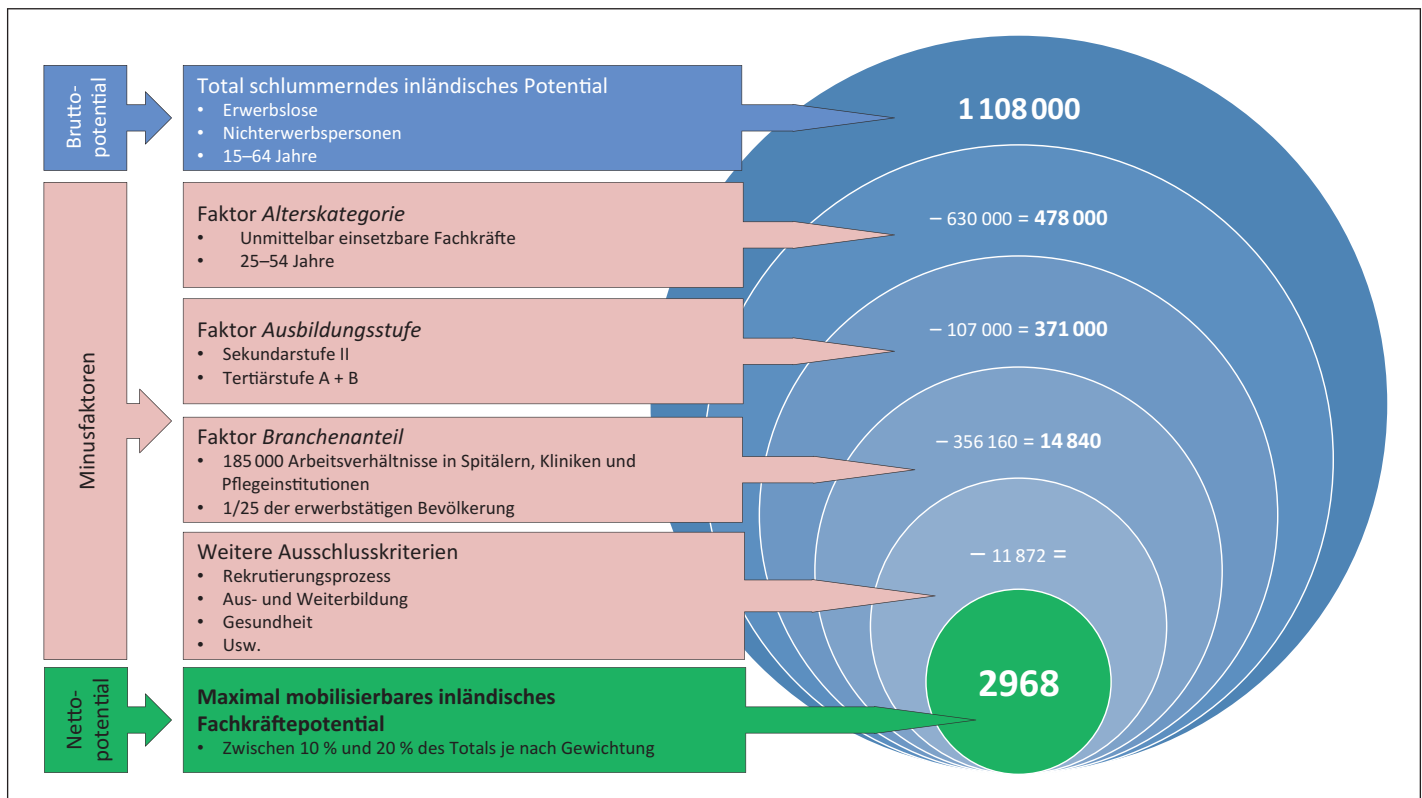 Brutto-
potential
Total schlummerndes inländisches Potential
• Erwerbslose
• Nichterwerbspersonen
• 15–64 Jahre
1 108 000
Minusfaktoren
Faktor Alterskategorie
• Unmittelbar einsetzbare Fachkräfte
• 25–54 Jahre
– 630 000 = 478 000
Faktor Ausbildungsstufe
• Sekundarstufe II
• Tertiärstufe A + B
– 107 000 = 371 000
Faktor Branchenanteil
• 185 000 Arbeitsverhältnisse in Spitälern, Kliniken und
Pflegeinstitutionen
• 1/25 der erwerbstätigen Bevölkerung
– 356 160 = 14 840
Weitere Ausschlusskriterien
• Rekrutierungsprozess
• Aus- und Weiterbildung
• Gesundheit
• Usw.
– 11 872 =
Netto-
potential
Maximal mobilisierbares inländisches
Fachkräftepotential
• Zwischen 10 % und 20 % des Totals je nach Gewichtung
2968